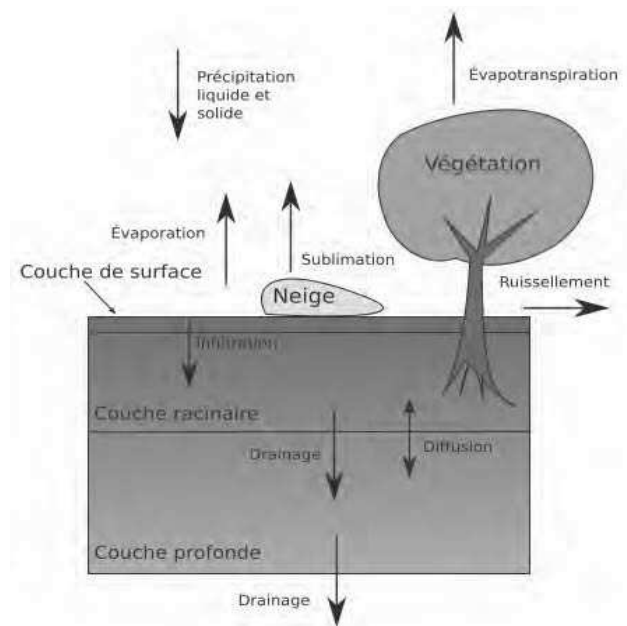 Évapotranspiration
Précipitation
liquide et
solide
Végétation
Évaporation
Sublimation
Couche de surface
Ruissellement
Neige
Infiltration
Couche racinaire
Drainage
Diffusion
Couche profonde
Drainage